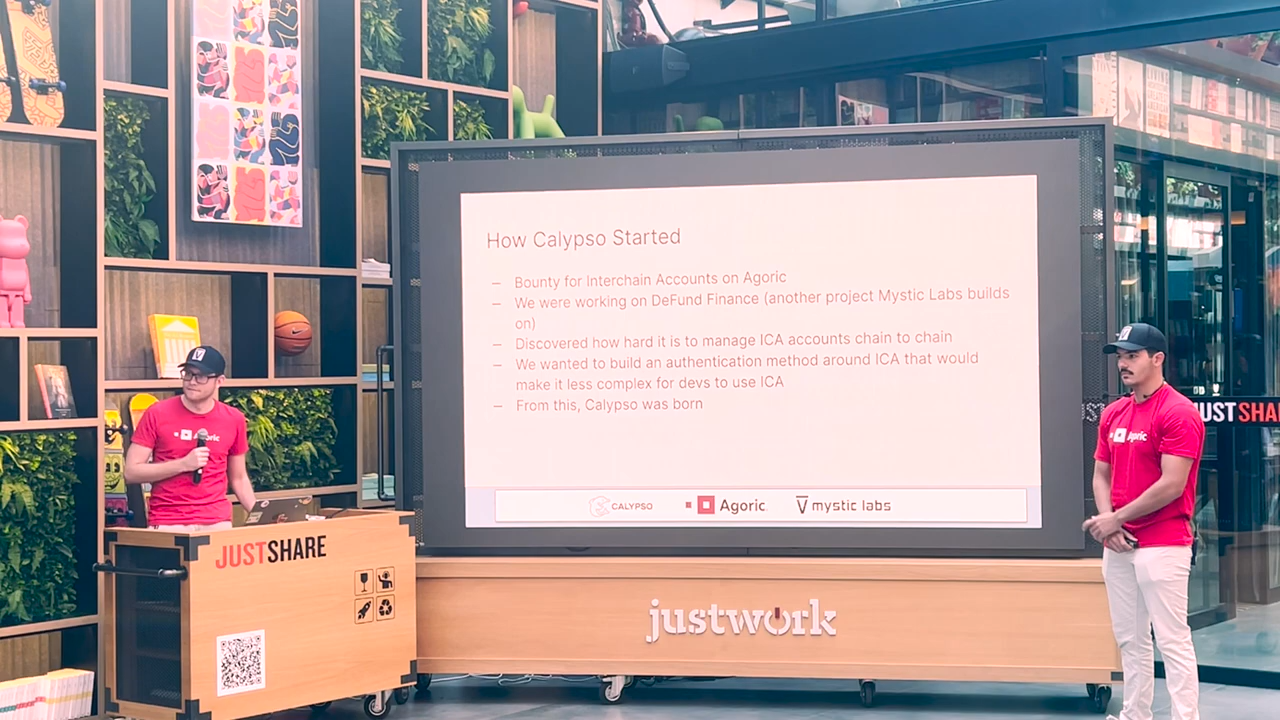 How Calypso Started
– Bounty for Interchain Accounts on Agoric
– We were working on DeFund Finance (another project Mystic Labs builds
on)
– Discovered how hard it is to manage ICA accounts chain to chain
– We wanted to build an authentication method around ICA that would
make it less complex for devs to use ICA
– From this, Calypso was born
CALYPSO
Agoric
mystic labs
Agoric
Agoric
JUSTSHARE
justwork